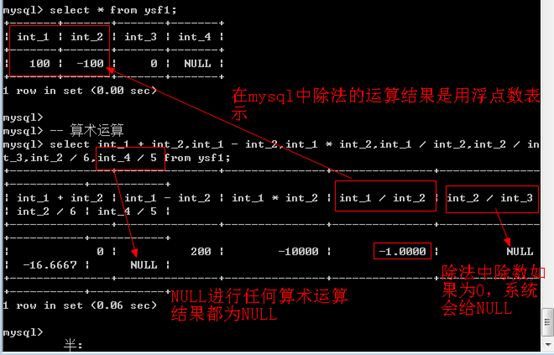 mysql> select * from ysf1;
| int_1 | int_2 | int_3 | int_4 |
| 100 | -100 | 0 | NULL |
1 row in set (0.00 sec)
在mysql中除法的运算结果是用浮点数表
示
mysql>
mysql> -- 算术运算
mysql> select int_1 + int_2,int_1 - int_2,int_1 * int_2,int_1 / int_2,int_2 / in
t_3,int_2 / 6,int_4 / 5 from ysf1;
| int_1 + int_2 | int_1 - int_2 | int_1 * int_2 | int_1 / int_2 | int_2 / int_3
| int_2 / 6 | int_4 / 5 |
| 0 | 200 | -10000 | -1.0000 | NULL
| -16.6667 | NULL |
NULL进行任何算术运算
结果都为NULL
除法中除数如
果为0，系统
会给NULL
1 row in set (0.06 sec)
mysql>
半: